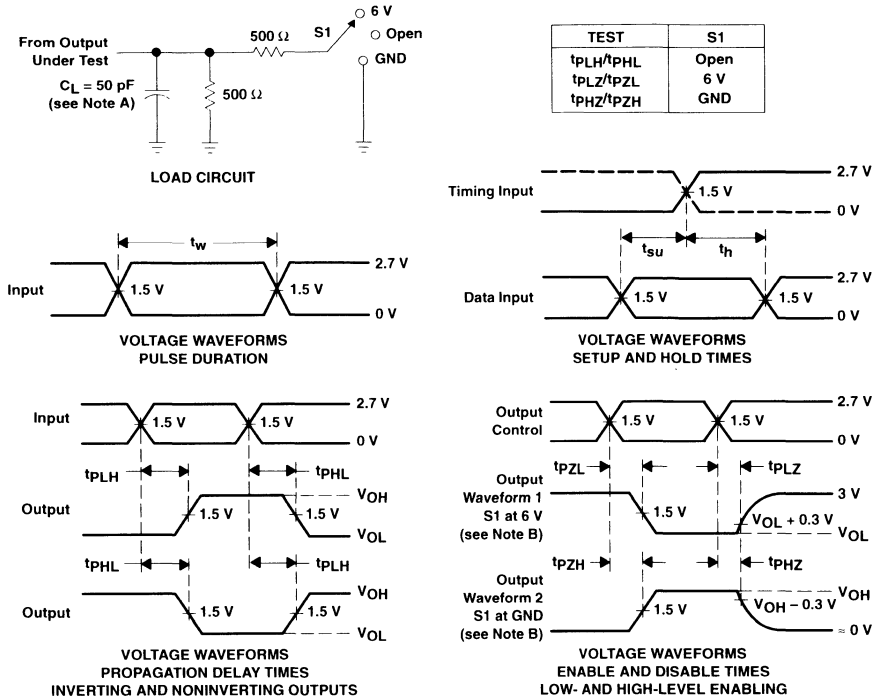 From Output
Under Test
C_L = 50 pF
(see Note A)
500 Ω
500 Ω
S1
6 V
Open
GND
LOAD CIRCUIT
TEST S1
tPLH/tPHL Open
tPLZ/tPZL 6 V
tPHZ/tPZH GND
Timing Input
1.5 V
2.7 V
0 V
tsu
th
Data Input
1.5 V
1.5 V
2.7 V
0 V
VOLTAGE WAVEFORMS
SETUP AND HOLD TIMES
tw
Input
1.5 V
1.5 V
2.7 V
0 V
VOLTAGE WAVEFORMS
PULSE DURATION
Input
1.5 V
1.5 V
2.7 V
0 V
tPLH
tPHL
Output
1.5 V
1.5 V
VOH
VOL
tPHL
tPLH
Output
1.5 V
1.5 V
VOH
VOL
VOLTAGE WAVEFORMS
PROPAGATION DELAY TIMES
INVERTING AND NONINVERTING OUTPUTS
Output
Control
1.5 V
1.5 V
2.7 V
0 V
tPZL
tPLZ
Output
Waveform 1
S1 at 6 V
(see Note B)
1.5 V
3 V
VOL + 0.3 V
VOL
tPZH
tPHZ
Output
Waveform 2
S1 at GND
(see Note B)
1.5 V
VOH
VOH − 0.3 V
≈ 0 V
VOLTAGE WAVEFORMS
ENABLE AND DISABLE TIMES
LOW- AND HIGH-LEVEL ENABLING